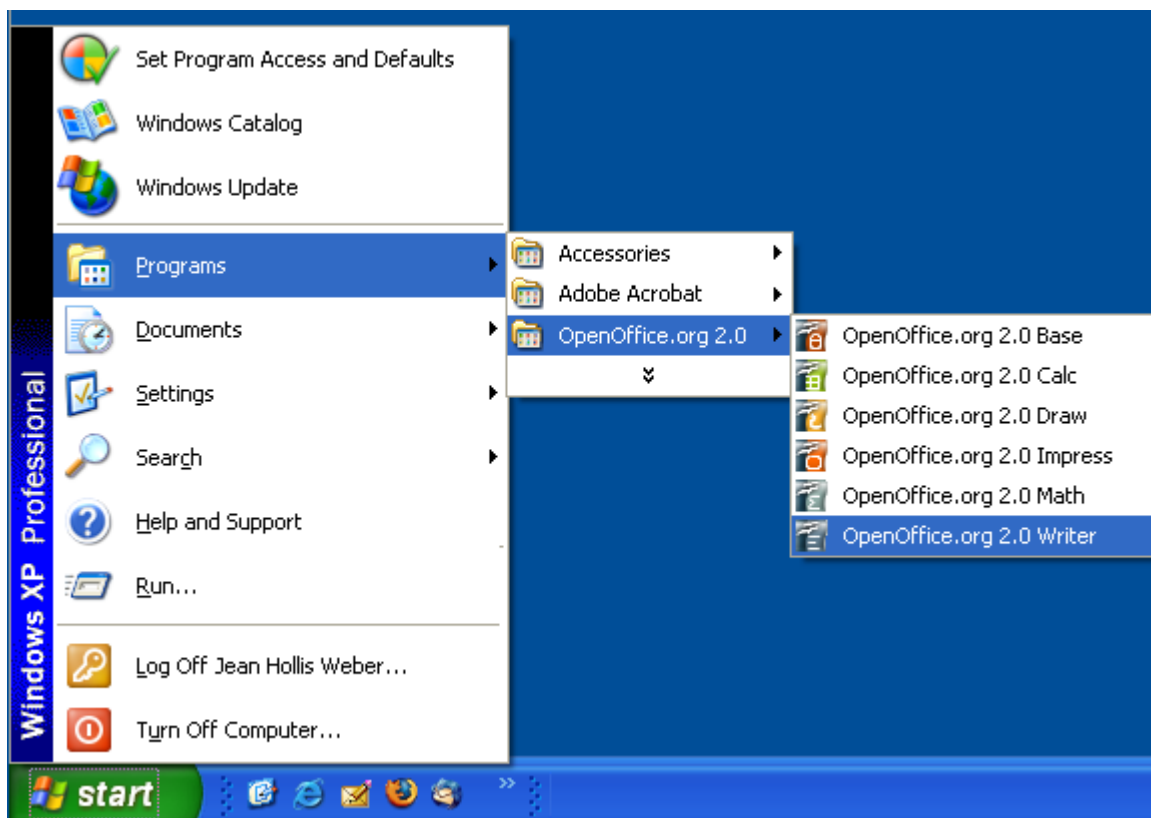 Set Program Access and Defaults
Windows Catalog
Windows Update
Programs
Documents
Settings
Search
Help and Support
Run...
Log Off Jean Hollis Weber...
Turn Off Computer...
Windows XP Professional
Accessories
Adobe Acrobat
OpenOffice.org 2.0
OpenOffice.org 2.0 Base
OpenOffice.org 2.0 Calc
OpenOffice.org 2.0 Draw
OpenOffice.org 2.0 Impress
OpenOffice.org 2.0 Math
OpenOffice.org 2.0 Writer
start